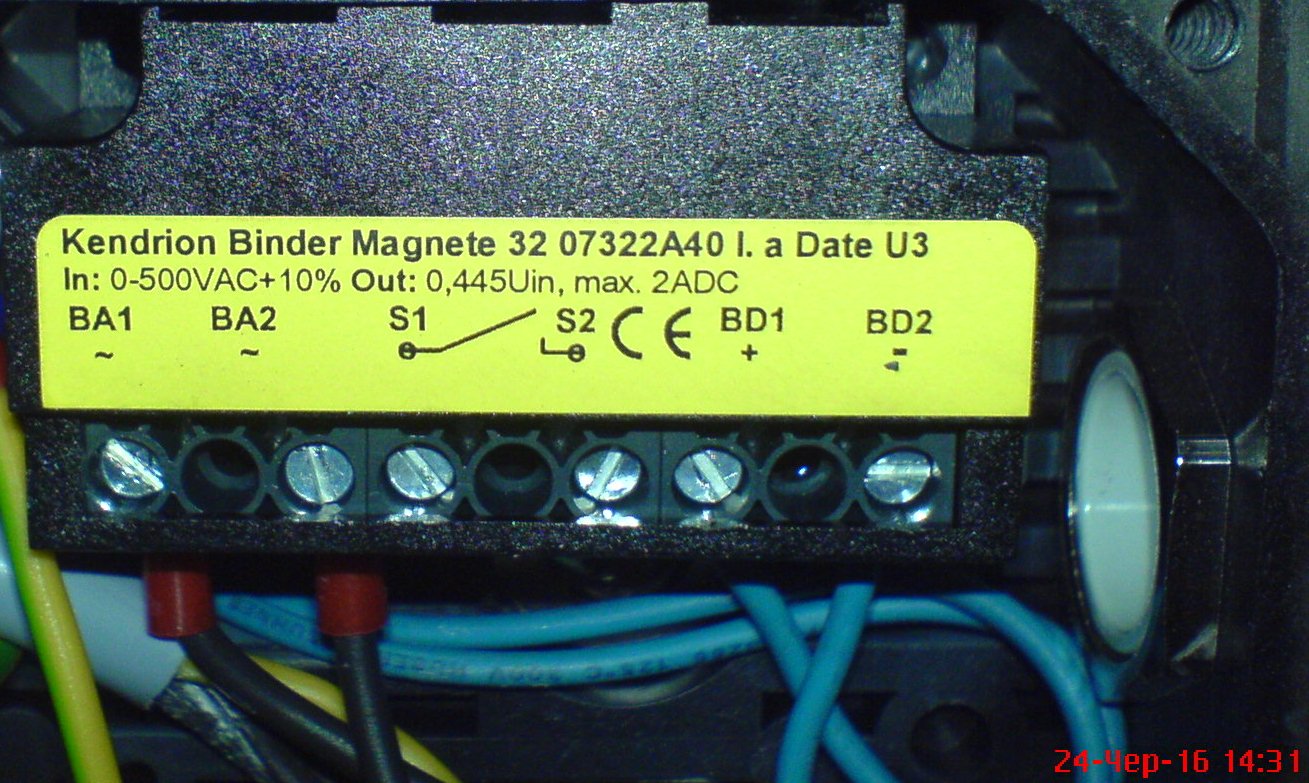 Kendrion Binder Magnete 32 07322A40 I. a Date U3
In: 0-500VAC+10% Out: 0,445Uin, max. 2ADC
BA1 BA2 S1 S2 CE BD1 BD2
~ ~ + -
24-Чер-16 14:31